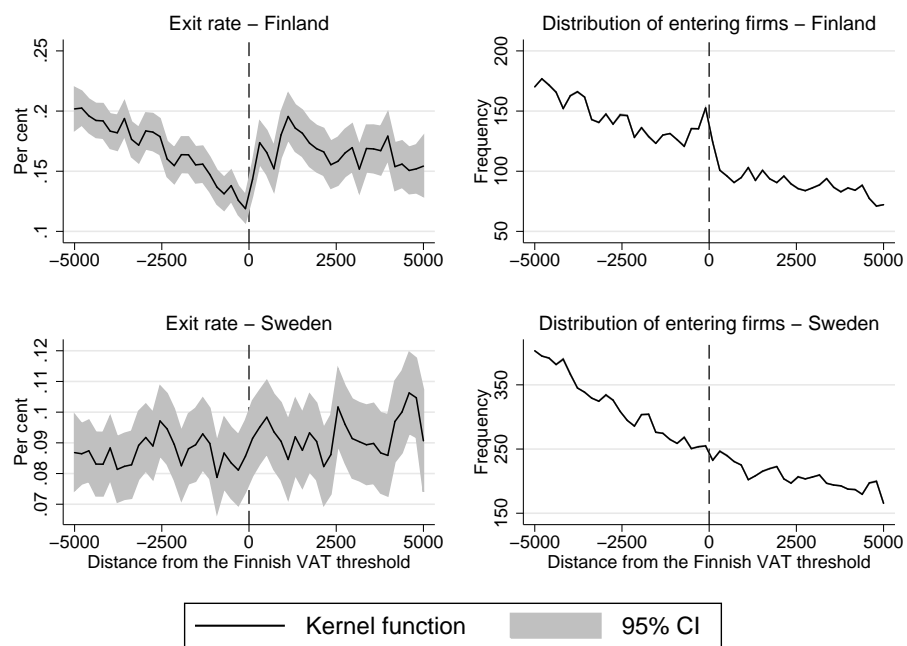 Exit rate − Finland
Per cent
.25
.2
.15
.1
−5000 −2500 0 2500 5000
Distribution of entering firms − Finland
Frequency
200
150
100
50
−5000 −2500 0 2500 5000
Exit rate − Sweden
Per cent
.12
.11
.1
.09
.08
.07
−5000 −2500 0 2500 5000
Distance from the Finnish VAT threshold
Distribution of entering firms − Sweden
Frequency
350
250
150
−5000 −2500 0 2500 5000
Distance from the Finnish VAT threshold
Kernel function 95% CI